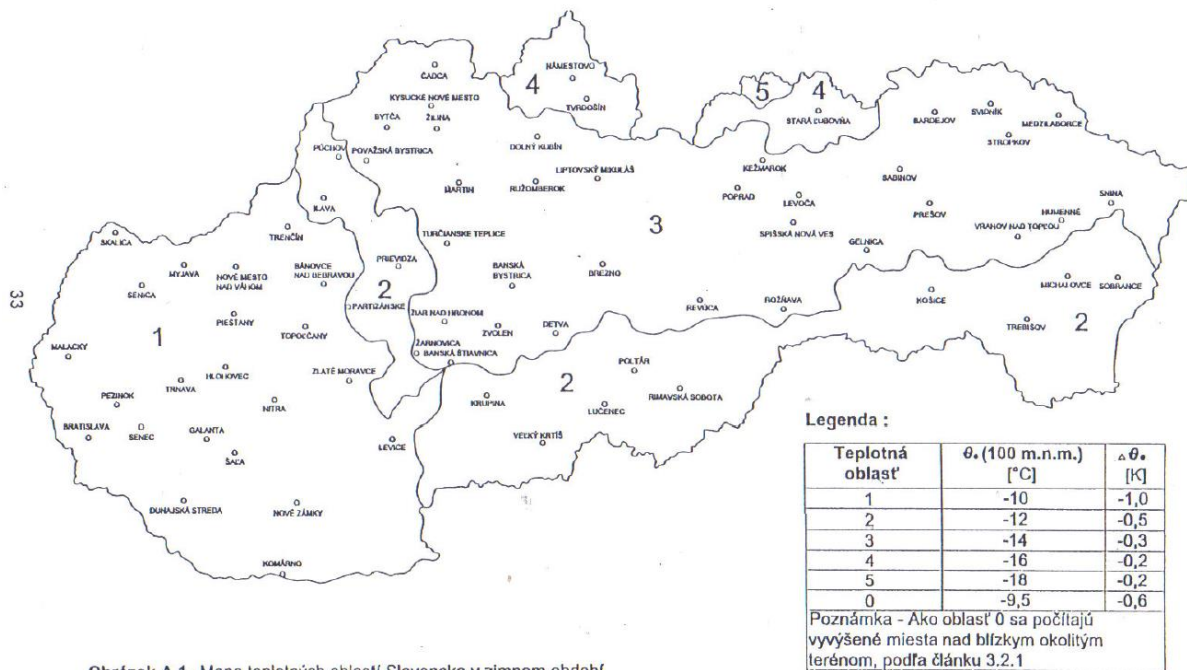 ČADCA
NÁMESTOVO
4
5
4
KYSUCKÉ NOVÉ MESTO
TVRDOŠÍN
STARÁ ĽUBOVŇA
BARDEJOV
SVIDNÍK
MEDZILABORCE
BYTČA
ŽILINA
STROPKOV
DOLNÝ KUBÍN
PÚCHOV
POVAŽSKÁ BYSTRICA
KEŽMAROK
LIPTOVSKÝ MIKULÁŠ
SABINOV
MARTIN
RUŽOMBEROK
POPRAD
LEVOČA
SNINA
ILAVA
3
PREŠOV
HUMENNÉ
SKALICA
TRENČÍN
TURČIANSKE TEPLICE
SPIŠSKÁ NOVÁ VES
VRANOV NAD TOPĽOU
GELNICA
MYJAVA
NOVÉ MESTO
NAD VÁHOM
BÁNOVCE
NAD BEBRAVOU
PRIEVIDZA
BANSKÁ
BYSTRICA
BREZNO
MICHALOVCE
SOBRANCE
SENICA
2
KOŠICE
33
PARTIZÁNSKE
REVÚCA
ROŽŇAVA
1
PIEŠŤANY
TOPOĽČANY
ŽIAR NAD HRONOM
ZVOLEN
DETVA
TREBIŠOV
2
MALACKY
ŽARNOVICA
BANSKÁ ŠTIAVNICA
POLTÁR
HLOHOVEC
ZLATÉ MORAVCE
2
TRNAVA
RIMAVSKÁ SOBOTA
PEZINOK
NITRA
KRUPINA
LUČENEC
BRATISLAVA
SENEC
GALANTA
LEVICE
VEĽKÝ KRTÍŠ
ŠAĽA
DUNAJSKÁ STREDA
NOVÉ ZÁMKY
KOMÁRNO
Legenda :
Teplotná oblasť θₑ (100 m.n.m.) [°C] △θₑ [K]
1 -10 -1,0
2 -12 -0,5
3 -14 -0,3
4 -16 -0,2
5 -18 -0,2
0 -9,5 -0,6
Poznámka - Ako oblasť 0 sa počítajú
vyvýšené miesta nad blízkym okolitým
terénom, podľa článku 3.2.1
Obrázok A.1 Mapa teplotných oblastí Slovenska v zimnom období